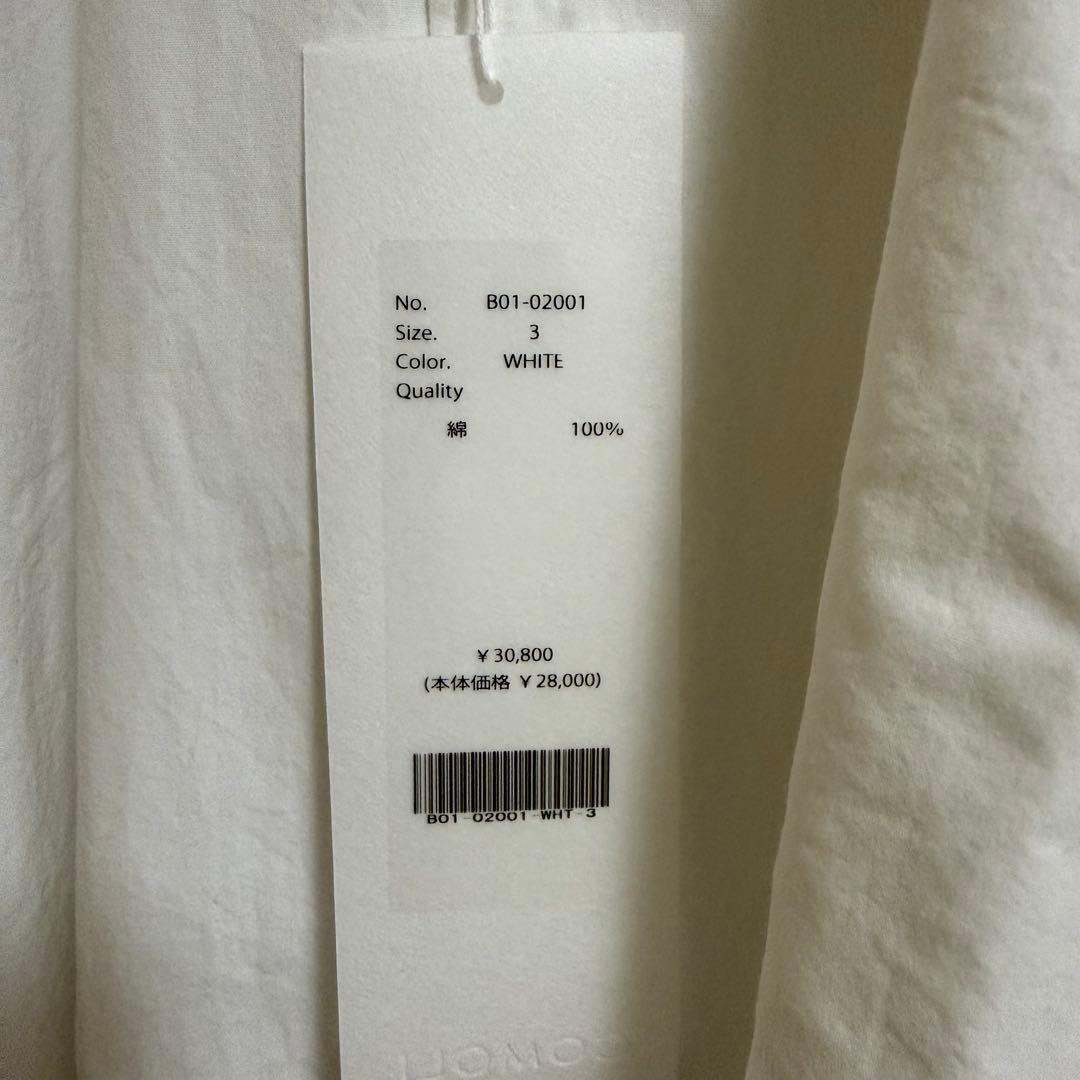 No. B01-02001
Size. 3
Color. WHITE
Quality
綿 100%
¥ 30,800
(本体価格 ¥ 28,000)
B01-02001-WHT-3